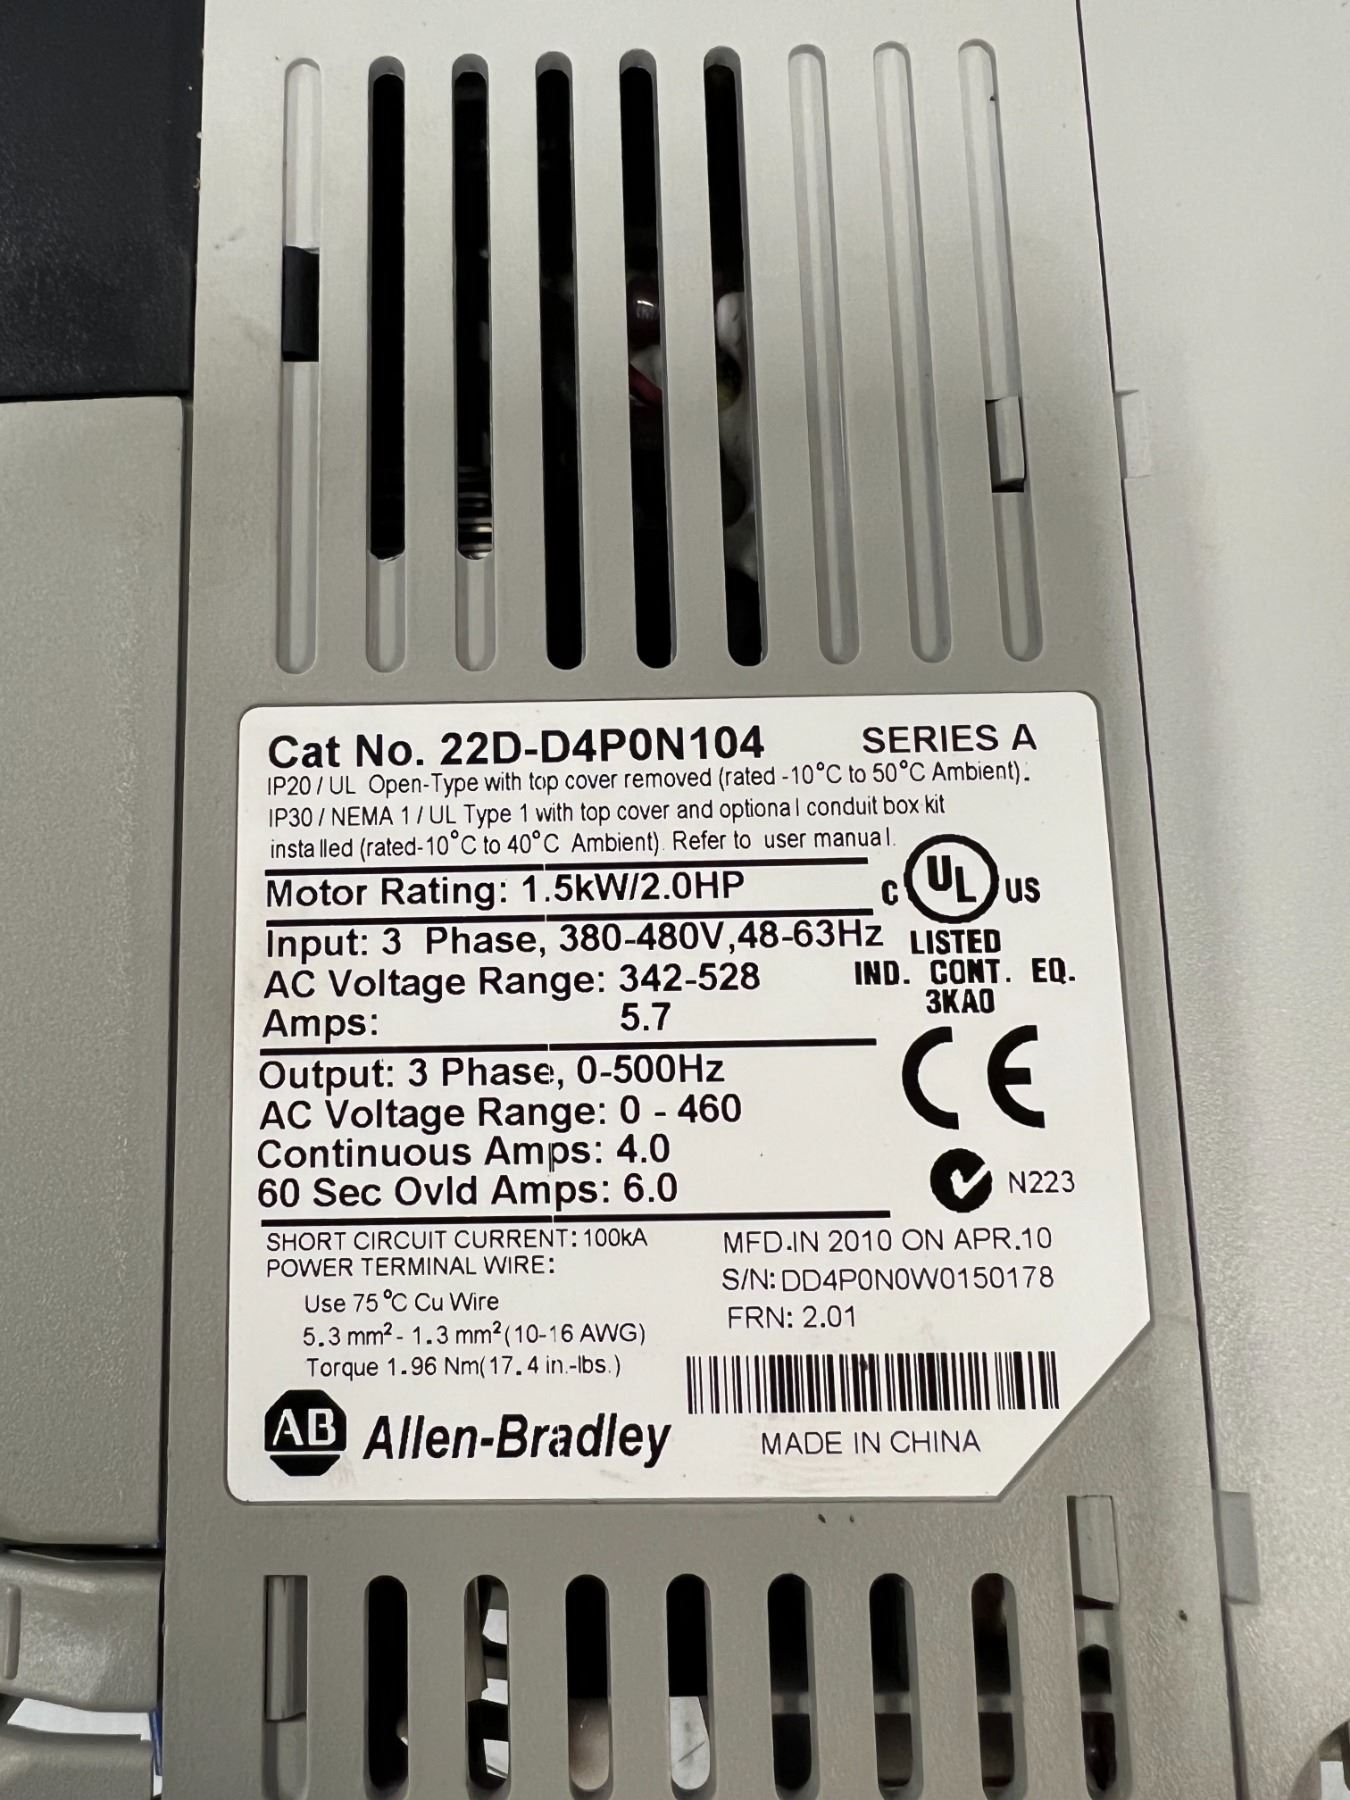 Cat No. 22D-D4P0N104 SERIES A
IP20 / UL Open-Type with top cover removed (rated -10°C to 50°C Ambient).
IP30 / NEMA 1 / UL Type 1 with top cover and optional conduit box kit
installed (rated-10°C to 40°C Ambient). Refer to user manual.
Motor Rating: 1.5kW/2.0HP
C UL US
Input: 3 Phase, 380-480V,48-63Hz
LISTED
AC Voltage Range: 342-528
IND. CONT. EQ.
Amps: 5.7
3KA0
CE
Output: 3 Phase, 0-500Hz
AC Voltage Range: 0 - 460
Continuous Amps: 4.0
60 Sec Ovld Amps: 6.0
N223
SHORT CIRCUIT CURRENT: 100kA
POWER TERMINAL WIRE:
Use 75°C Cu Wire
5.3 mm²- 1.3 mm²(10-16 AWG)
Torque 1.96 Nm(17.4 in.-lbs.)
MFD.IN 2010 ON APR.10
S/N: DD4P0N0W0150178
FRN: 2.01
AB Allen-Bradley
MADE IN CHINA